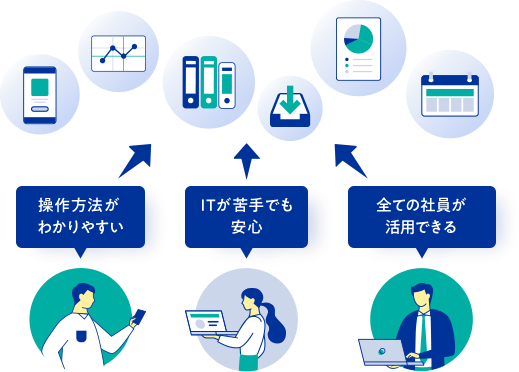 操作方法が
わかりやすい
ITが苦手でも
安心
全ての社員が
活用できる